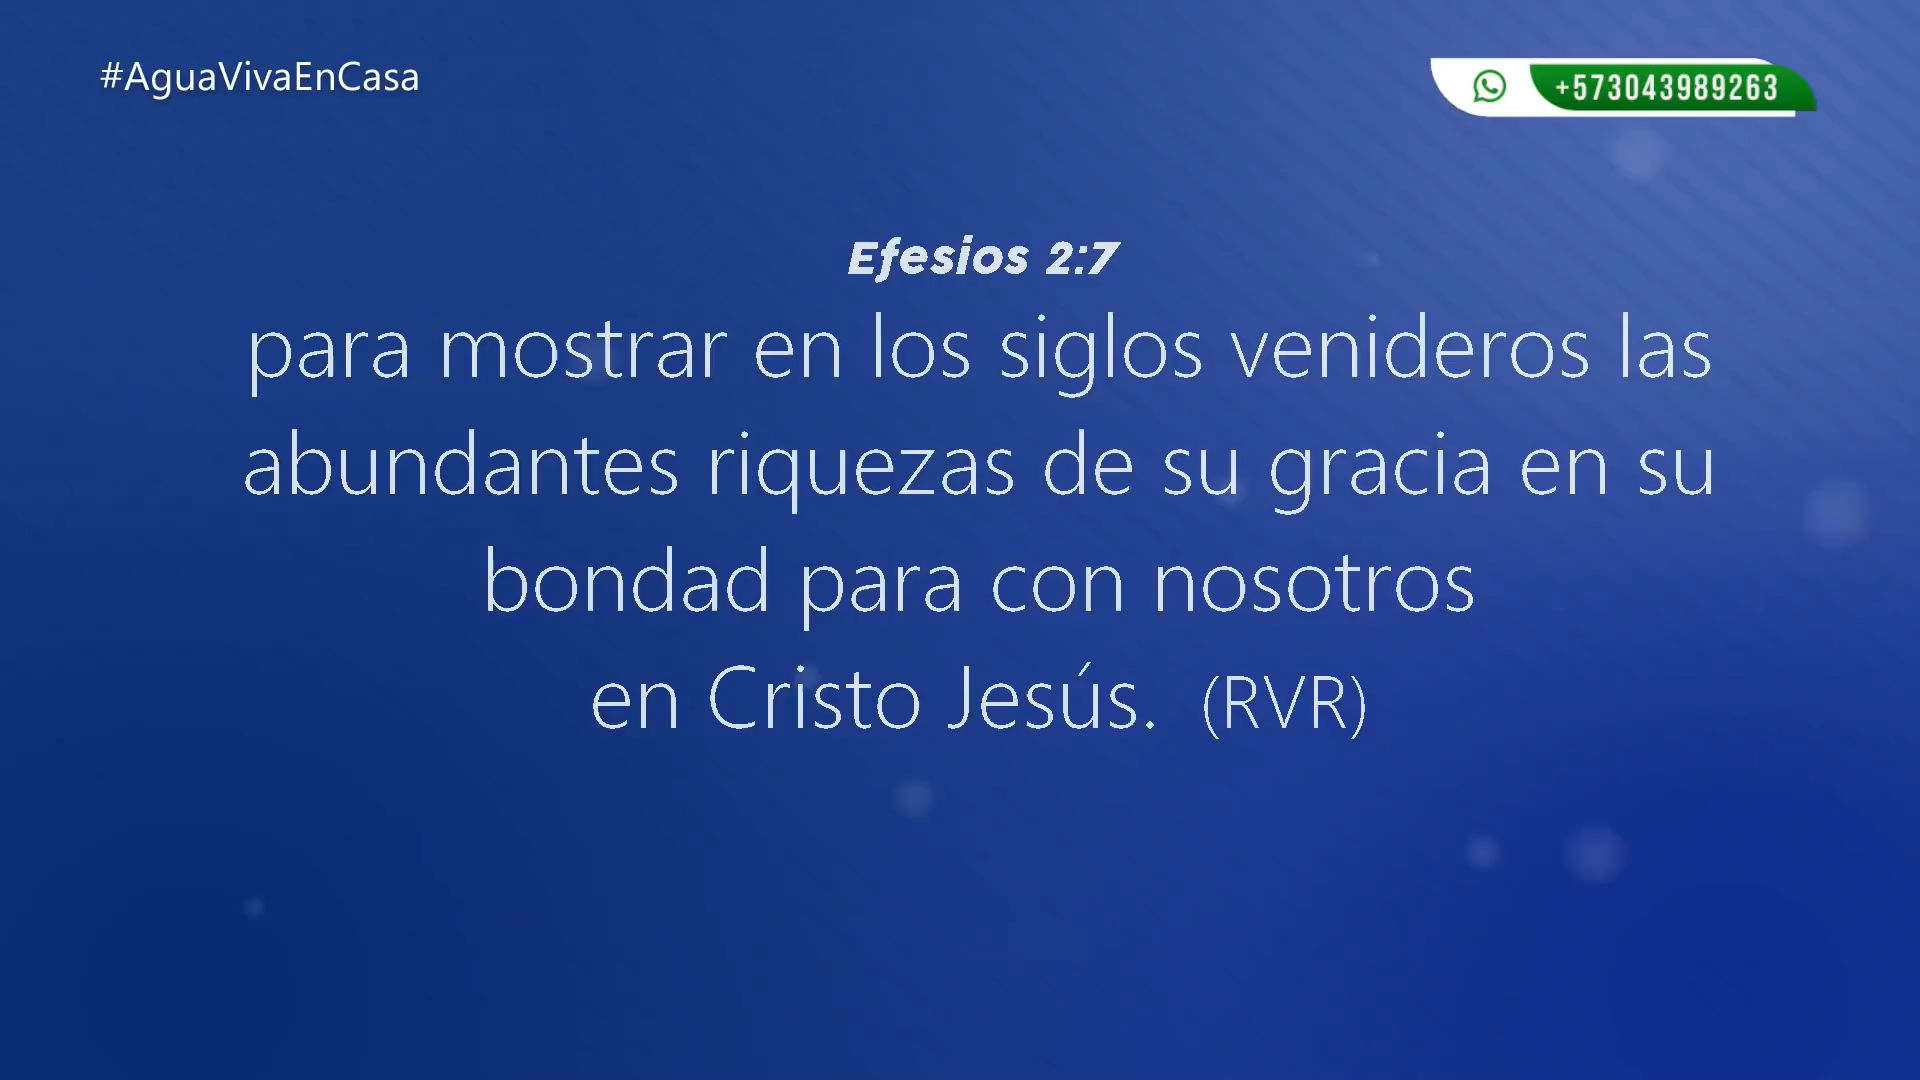 #AguaVivaEnCasa
+573043989263
Efesios 2:7
para mostrar en los siglos venideros las
abundantes riquezas de su gracia en su
bondad para con nosotros
en Cristo Jesús. (RVR)